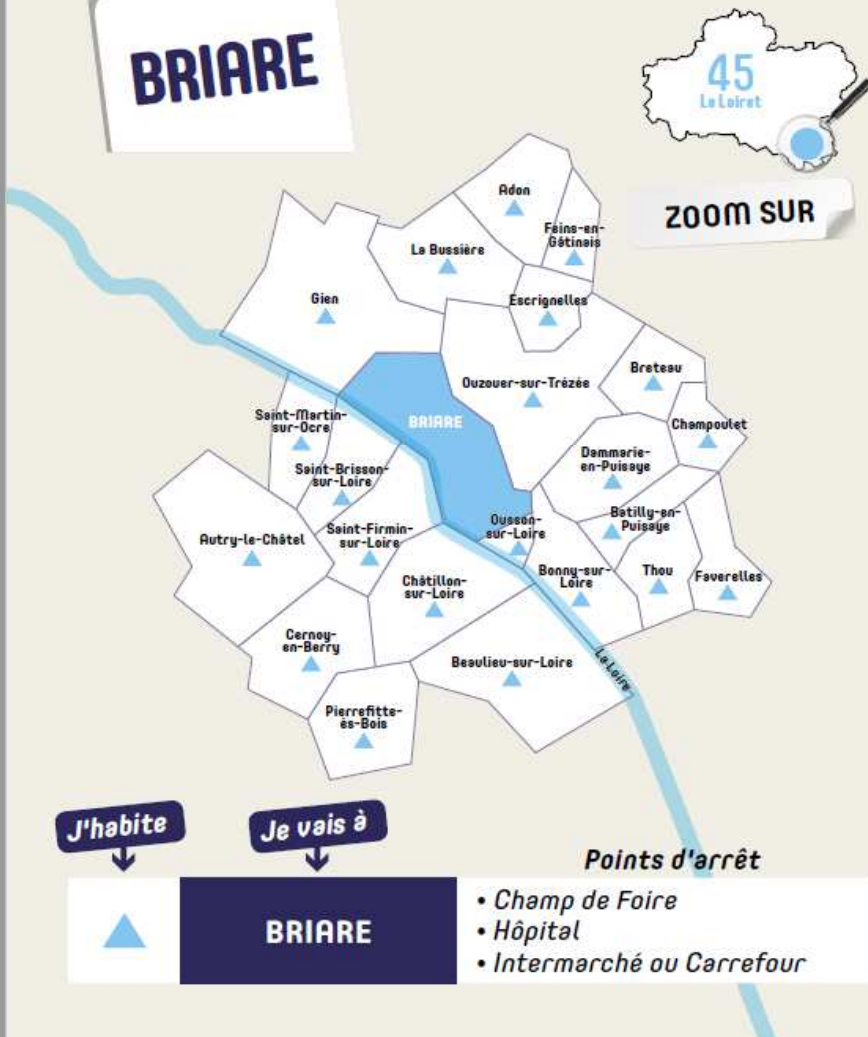 BRIARE
45
Le Loiret
ZOOM SUR
Adon
Feins-en-
Gâtinais
La Bussière
Gien
Escrignelles
Breteau
Ouzouer-sur-Trézée
Saint-Martin-
sur-Ocre
BRIARE
Champoulet
Dammarie-
en-Puisaye
Saint-Brisson-
sur-Loire
Batilly-en-
Puisaye
Ousson-
sur-Loire
Saint-Firmin-
sur-Loire
Autry-le-Châtel
Bonny-sur-
Loire
Thou
Faverelles
Châtillon-
sur-Loire
Cernoy-
en-Berry
Beaulieu-sur-Loire
La Loire
Pierrefitte-
ès-Bois
J'habite
Je vais à
Points d'arrêt
BRIARE
• Champ de Foire
• Hôpital
• Intermarché ou Carrefour